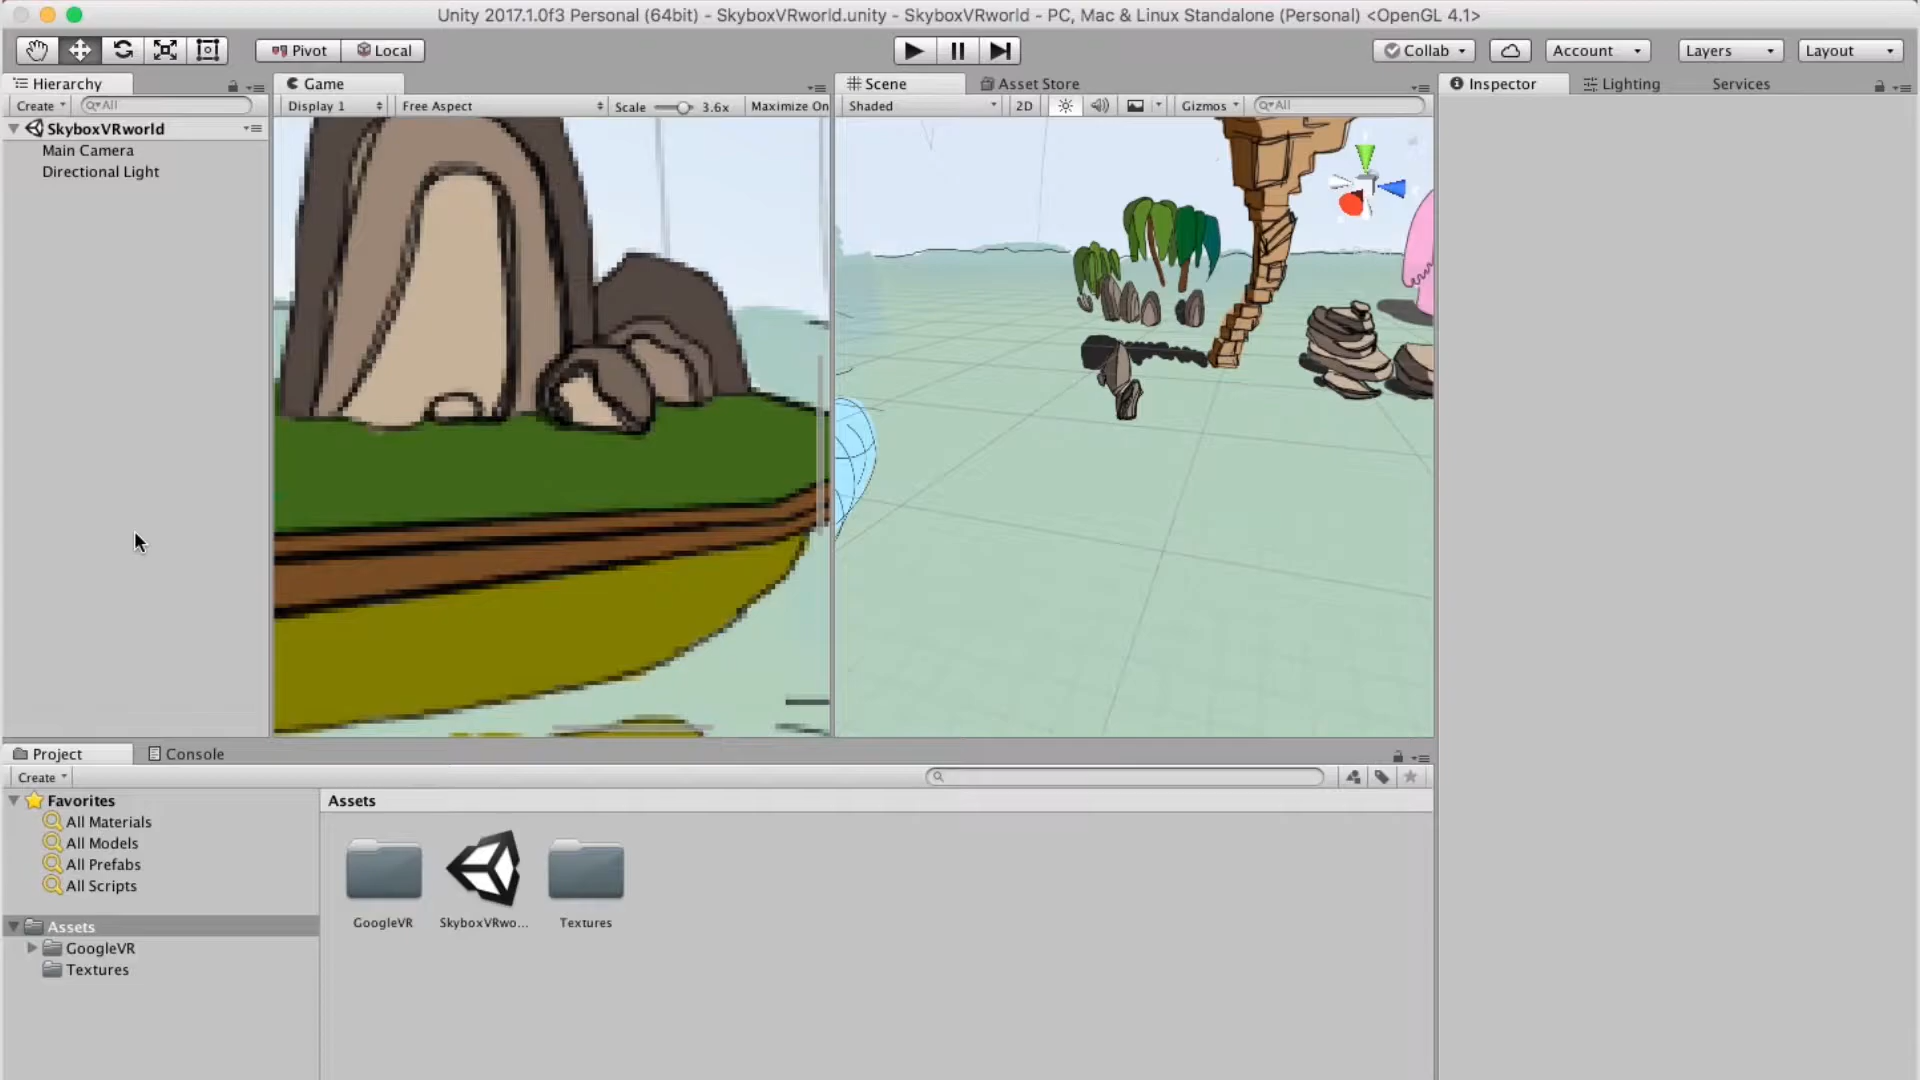 Unity 2017.1.0f3 Personal (64bit) - SkyboxVRworld.unity - SkyboxVRworld - PC, Mac & Linux Standalone (Personal) <OpenGL 4.1>
Pivot Local Collab Account Layers Layout
Hierarchy Game Scene Asset Store Inspector Lighting Services
Create All Display 1 Free Aspect Scale 3.6x Maximize On Shaded 2D Gizmos All
SkyboxVRworld
Main Camera
Directional Light
Project Console
Create
Favorites Assets
All Materials
All Models
All Prefabs
All Scripts
GoogleVR SkyboxVRwo... Textures
Assets
GoogleVR
Textures